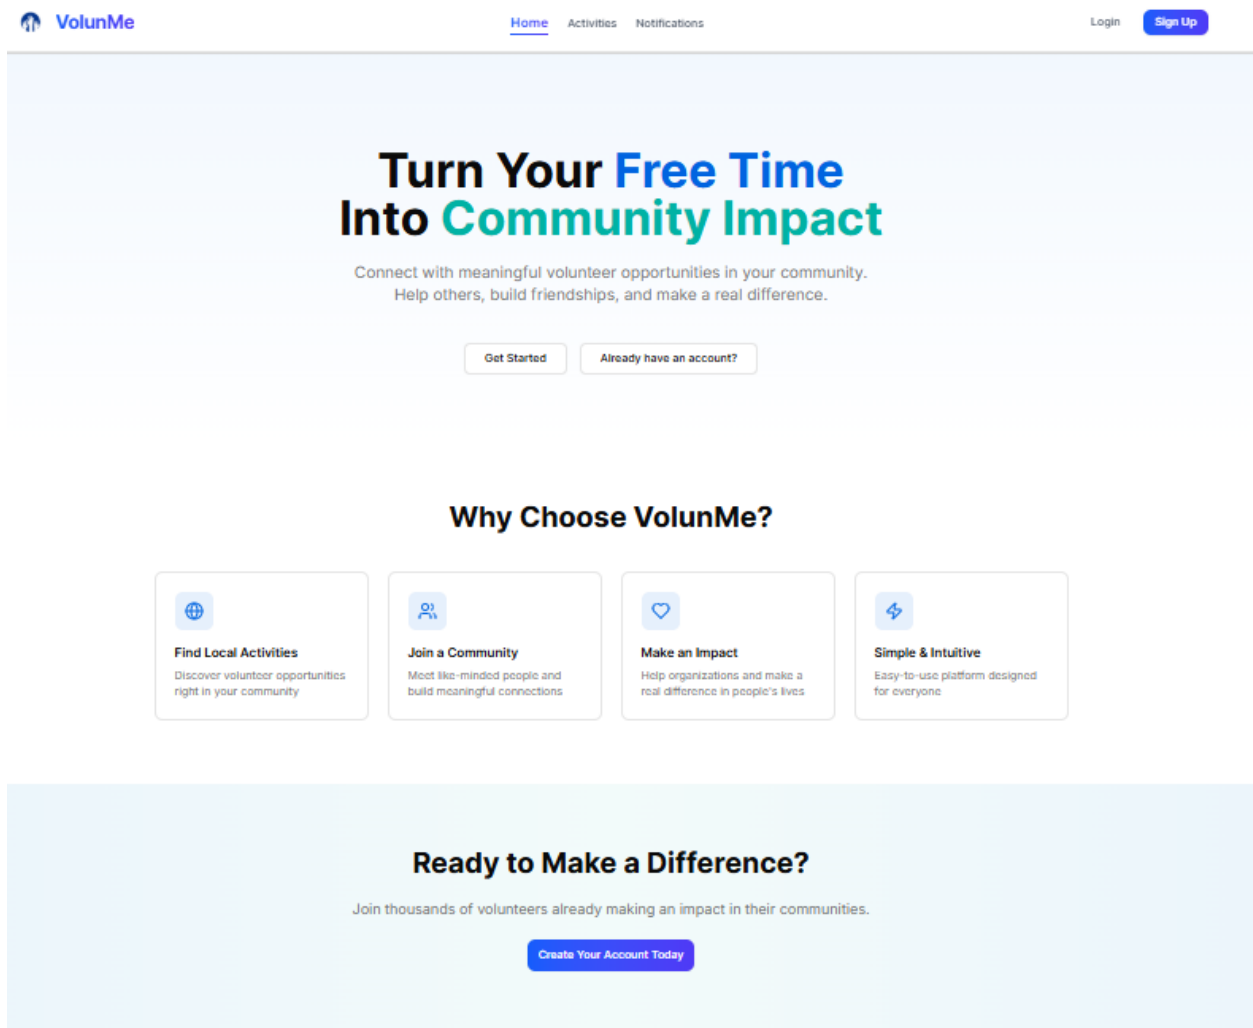 VolunMe
Home Activities Notifications
Login Sign Up
Turn Your Free Time
Into Community Impact
Connect with meaningful volunteer opportunities in your community.
Help others, build friendships, and make a real difference.
Get Started Already have an account?
Why Choose VolunMe?
Find Local Activities
Discover volunteer opportunities
right in your community
Join a Community
Meet like-minded people and
build meaningful connections
Make an Impact
Help organizations and make a
real difference in people's lives
Simple & Intuitive
Easy-to-use platform designed
for everyone
Ready to Make a Difference?
Join thousands of volunteers already making an impact in their communities.
Create Your Account Today